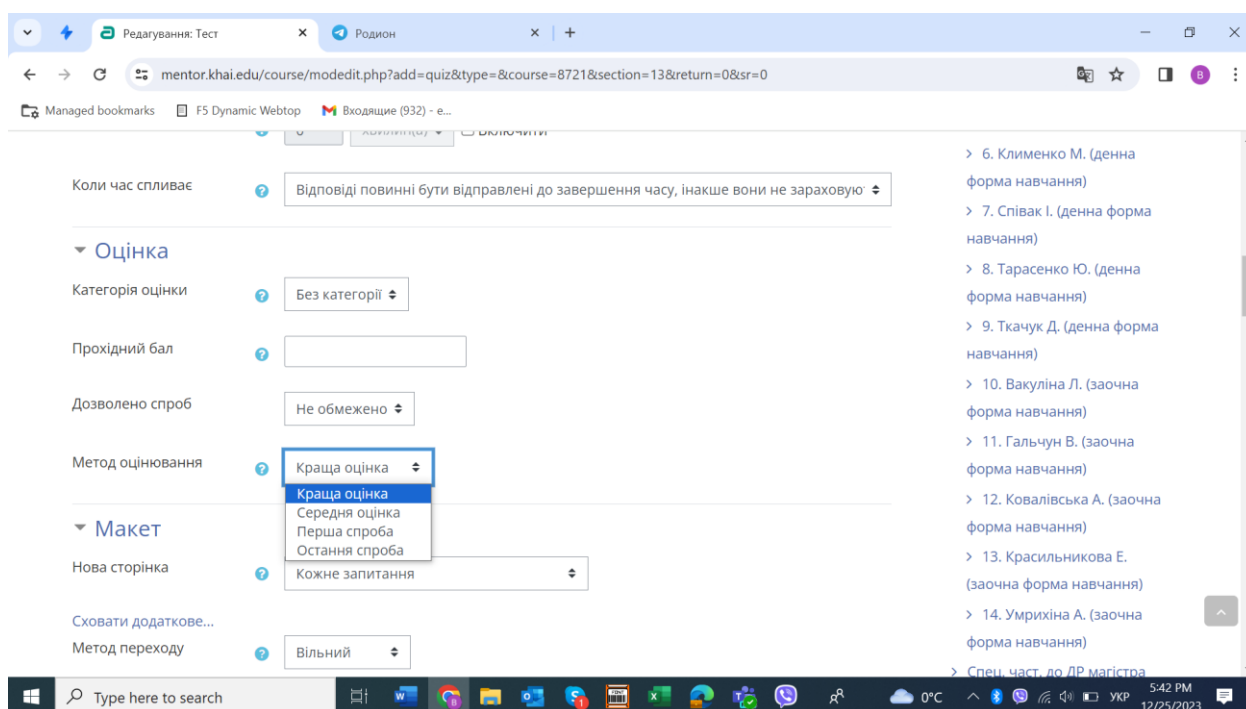 Редагування: Тест
Родион
mentor.khai.edu/course/modedit.php?add=quiz&type=&course=8721&section=13&return=0&sr=0
B
Managed bookmarks
F5 Dynamic Webtop
Входящие (932) - e...
Включити
Коли час спливає
Відповіді повинні бути відправлені до завершення часу, інакше вони не зараховую
Оцінка
Категорія оцінки
Без категорії
Прохідний бал
Дозволено спроб
Не обмежено
Метод оцінювання
Краща оцінка
Краща оцінка
Середня оцінка
Перша спроба
Остання спроба
Макет
Нова сторінка
Кожне запитання
Сховати додаткове...
Метод переходу
Вільний
6. Клименко М. (денна
форма навчання)
7. Співак І. (денна форма
навчання)
8. Тарасенко Ю. (денна
форма навчання)
9. Ткачук Д. (денна форма
навчання)
10. Вакуліна Л. (заочна
форма навчання)
11. Гальчун В. (заочна
форма навчання)
12. Ковалівська А. (заочна
форма навчання)
13. Красильникова Е.
(заочна форма навчання)
14. Умрихіна А. (заочна
форма навчання)
Спец. част. до ДР магістра
Type here to search
0°C
УКР
5:42 PM
12/25/2023